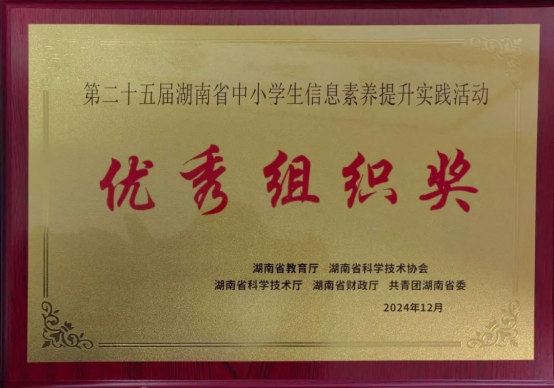 第二十五届湖南省中小学生信息素养提升实践活动
优秀组织奖
湖南省教育厅 湖南省科学技术协会
湖南省科学技术厅 湖南省财政厅 共青团湖南省委
2024年12月